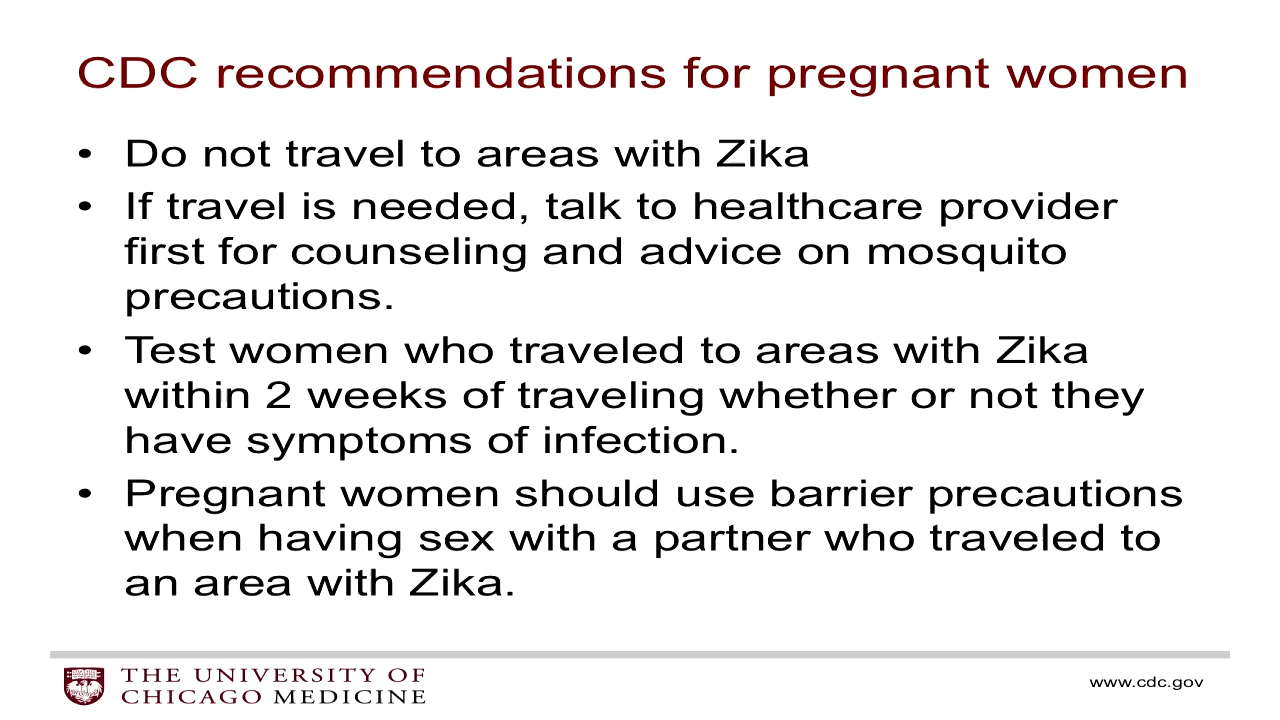 CDC recommendations for pregnant women
• Do not travel to areas with Zika
• If travel is needed, talk to healthcare provider
first for counseling and advice on mosquito
precautions.
• Test women who traveled to areas with Zika
within 2 weeks of traveling whether or not they
have symptoms of infection.
• Pregnant women should use barrier precautions
when having sex with a partner who traveled to
an area with Zika.
THE UNIVERSITY OF
CHICAGO MEDICINE
www.cdc.gov